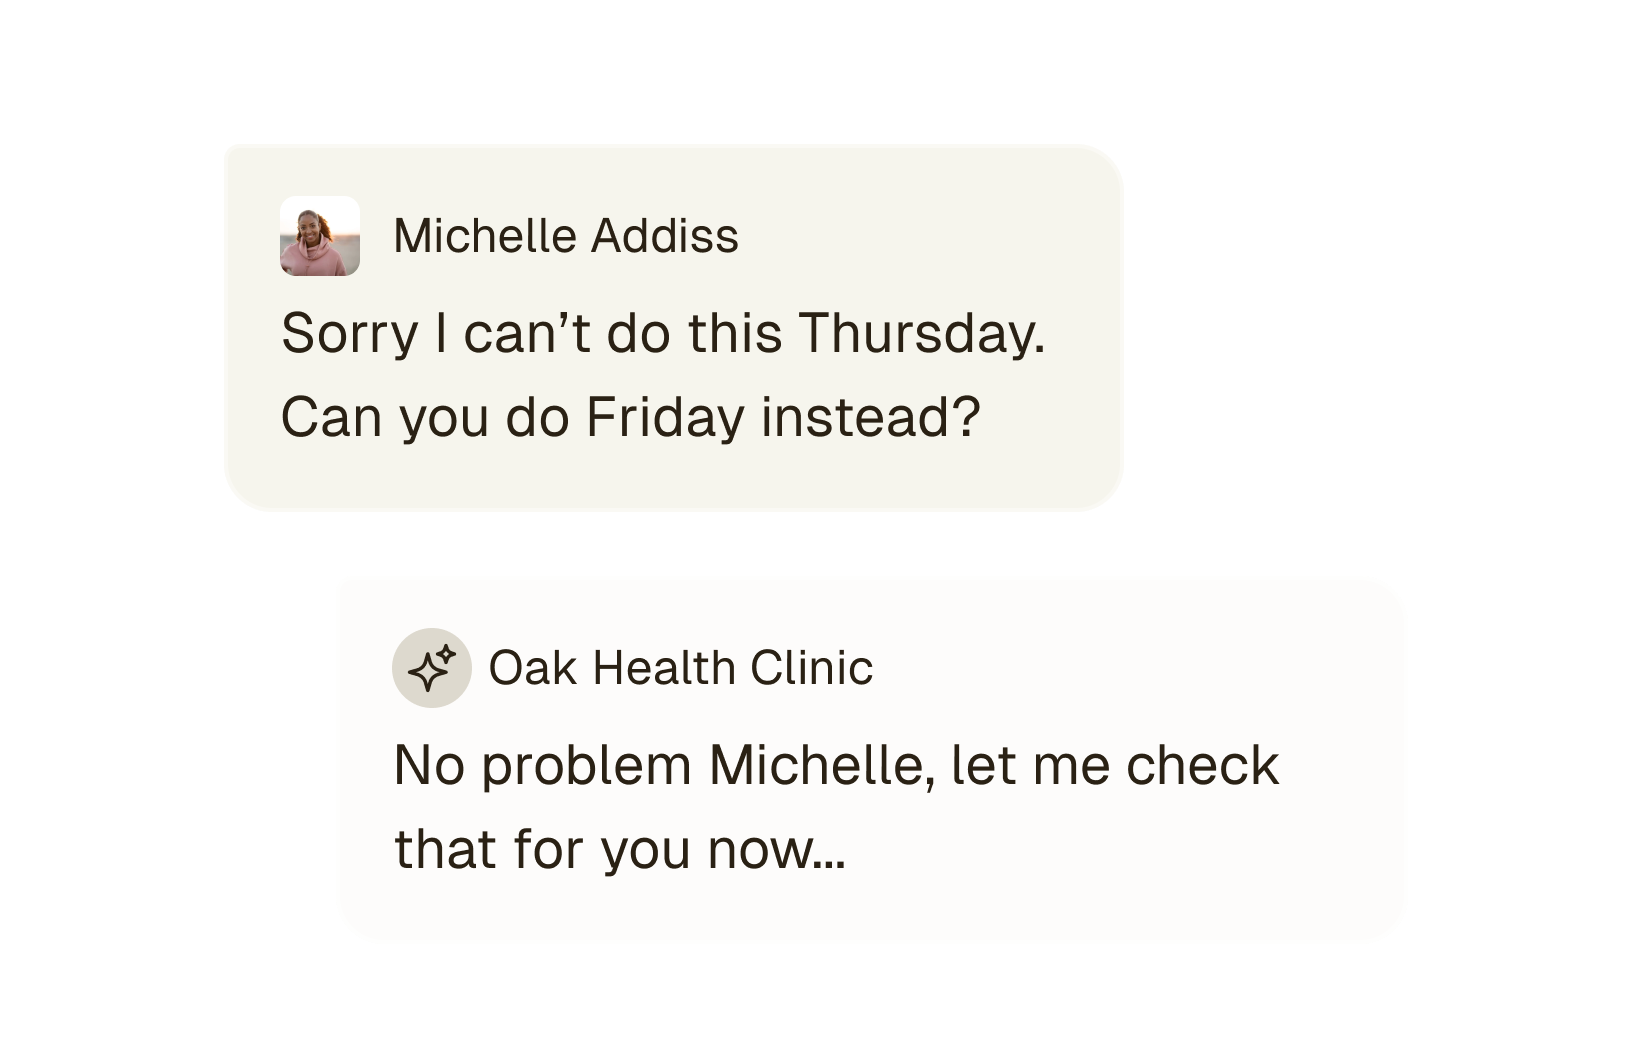 Michelle Addiss
Sorry I can’t do this Thursday.
Can you do Friday instead?
Oak Health Clinic
No problem Michelle, let me check
that for you now...